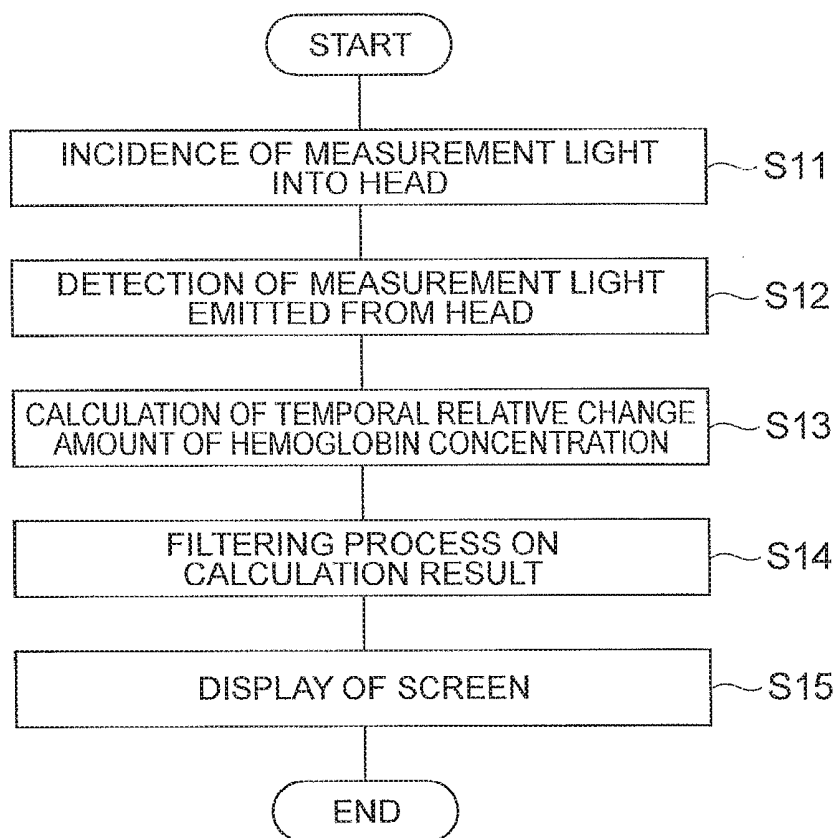 START
INCIDENCE OF MEASUREMENT LIGHT
INTO HEAD
S11
DETECTION OF MEASUREMENT LIGHT
EMITTED FROM HEAD
S12
CALCULATION OF TEMPORAL RELATIVE CHANGE
AMOUNT OF HEMOGLOBIN CONCENTRATION
S13
FILTERING PROCESS ON
CALCULATION RESULT
S14
DISPLAY OF SCREEN
S15
END